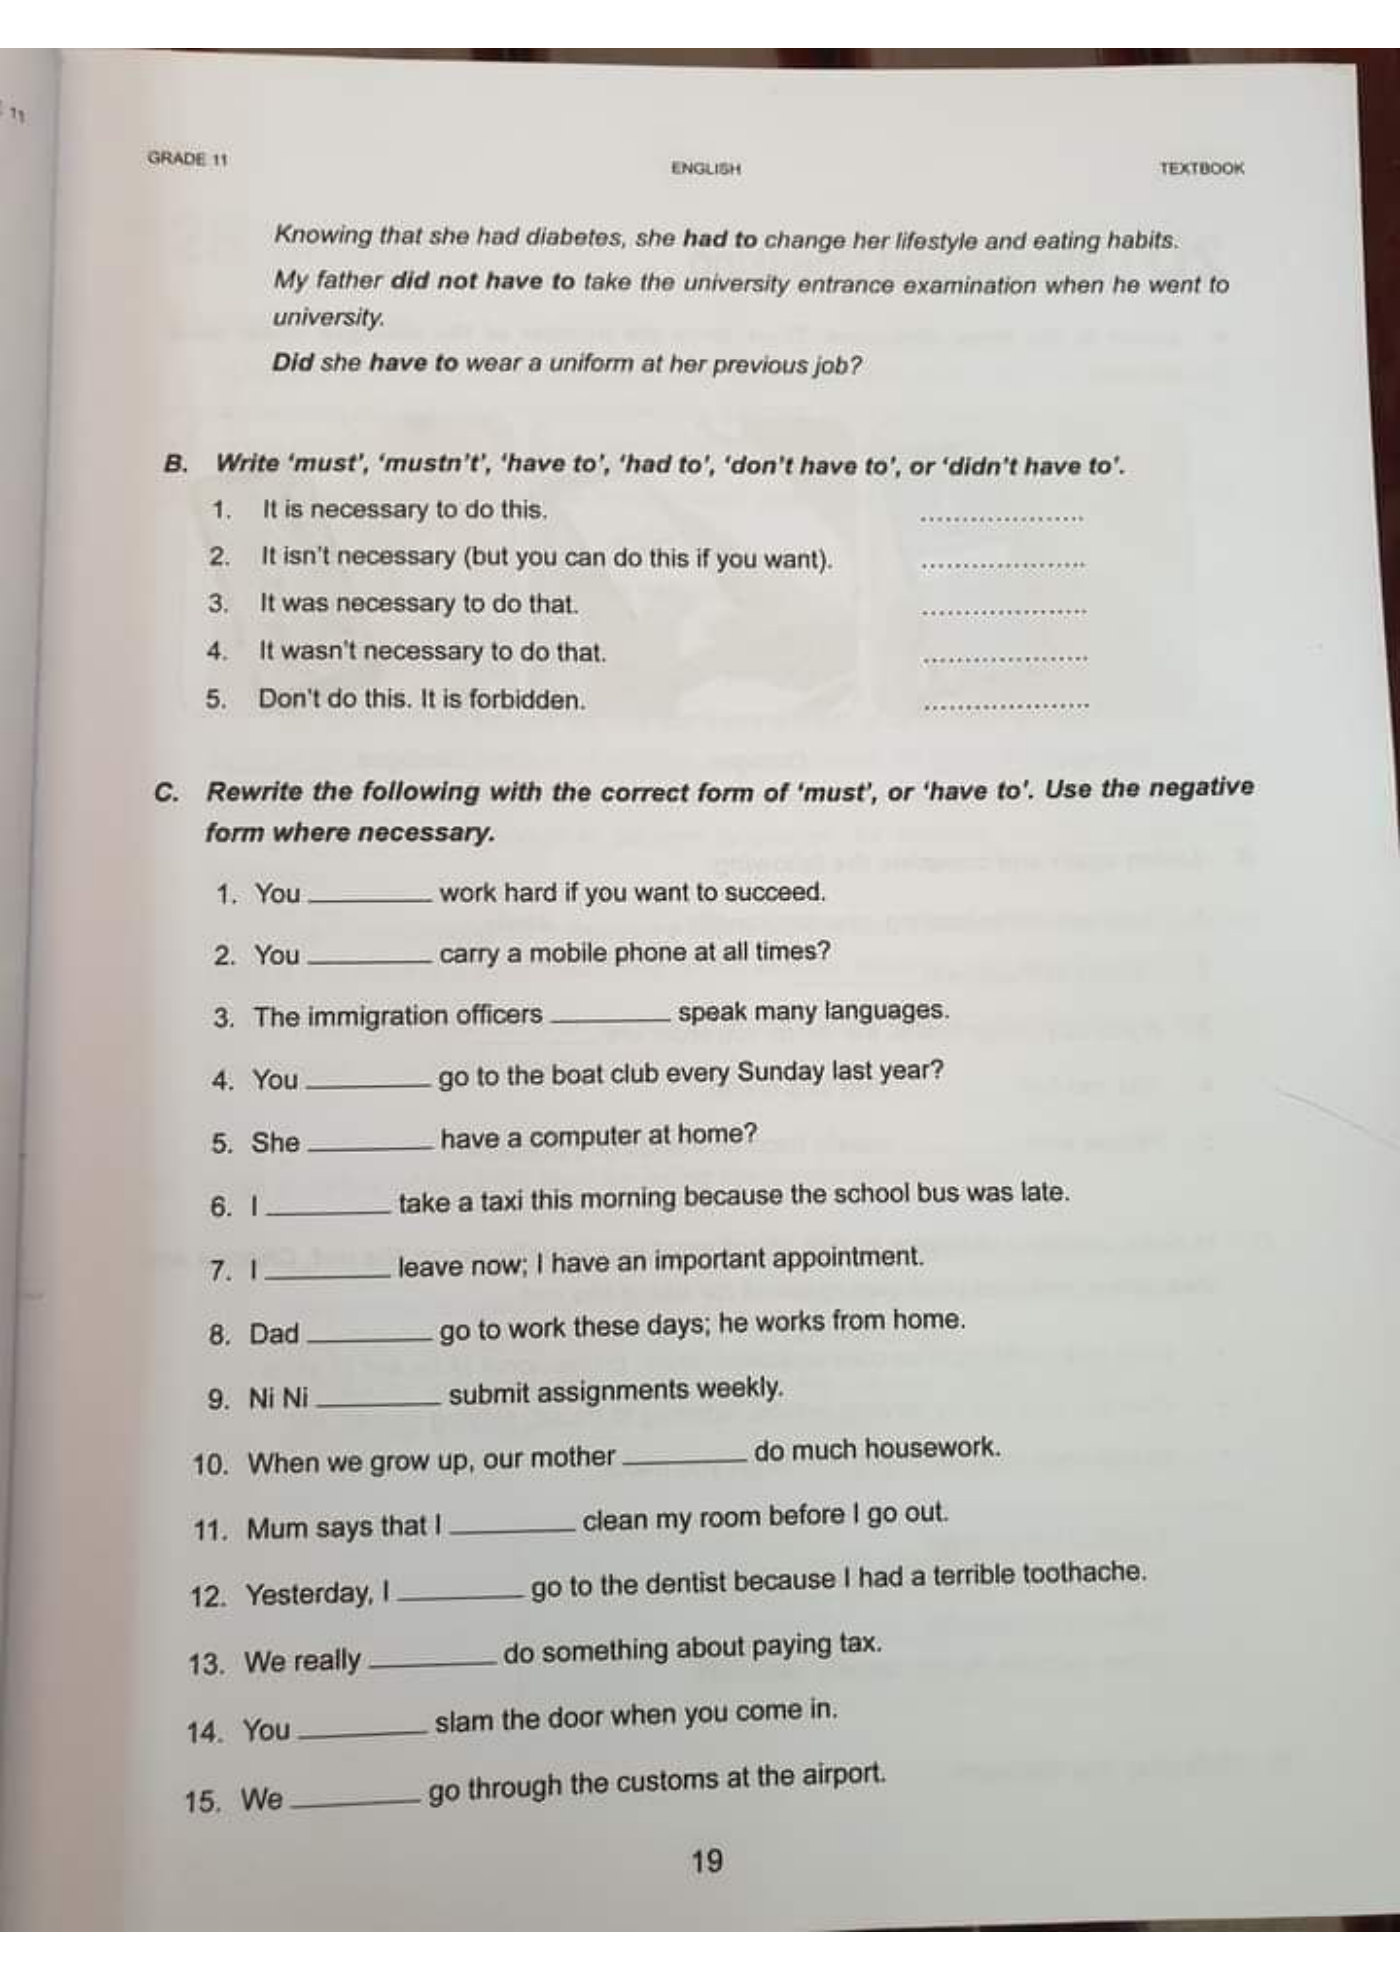 11
GRADE 11
ENGLISH
TEXTBOOK
Knowing that she had diabetes, she had to change her lifestyle and eating habits.
My father did not have to take the university entrance examination when he went to
university.
Did she have to wear a uniform at her previous job?
B. Write 'must', 'mustn't', 'have to', 'had to', 'don't have to', or 'didn't have to'.
1. It is necessary to do this. ....................
2. It isn't necessary (but you can do this if you want). ....................
3. It was necessary to do that. ....................
4. It wasn't necessary to do that. ....................
5. Don't do this. It is forbidden. ....................
C. Rewrite the following with the correct form of 'must', or 'have to'. Use the negative
form where necessary.
1. You ________ work hard if you want to succeed.
2. You ________ carry a mobile phone at all times?
3. The immigration officers ________ speak many languages.
4. You ________ go to the boat club every Sunday last year?
5. She ________ have a computer at home?
6. I ________ take a taxi this morning because the school bus was late.
7. I ________ leave now; I have an important appointment.
8. Dad ________ go to work these days; he works from home.
9. Ni Ni ________ submit assignments weekly.
10. When we grow up, our mother ________ do much housework.
11. Mum says that I ________ clean my room before I go out.
12. Yesterday, I ________ go to the dentist because I had a terrible toothache.
13. We really ________ do something about paying tax.
14. You ________ slam the door when you come in.
15. We ________ go through the customs at the airport.
19